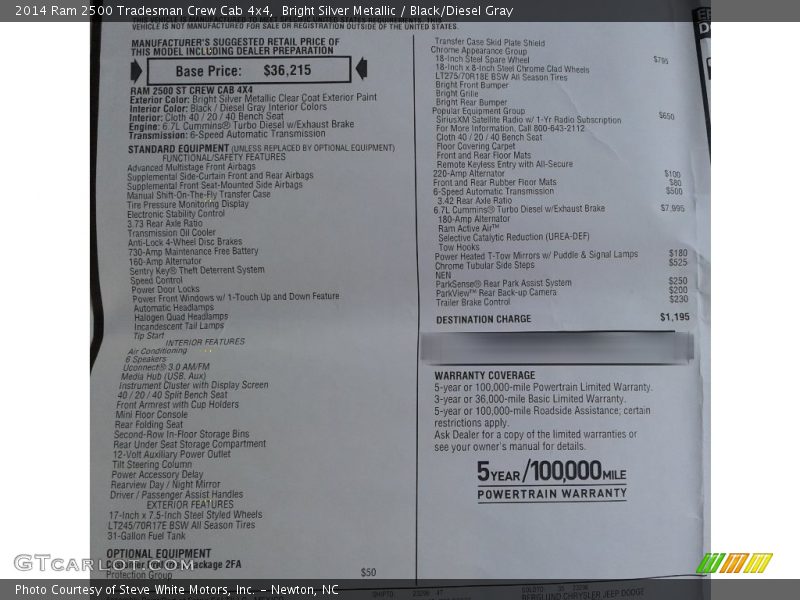 2014 Ram 2500 Tradesman Crew Cab 4x4,  Bright Silver Metallic / Black/Diesel Gray
VEHICLE IS NOT MANUFACTURED FOR SALE OR REGISTRATION OUTSIDE OF THE UNITED STATES.
MANUFACTURER'S SUGGESTED RETAIL PRICE OF
THIS MODEL INCLUDING DEALER PREPARATION
Base Price: $36,215
RAM 2500 ST CREW CAB 4X4
Exterior Color: Bright Silver Metallic Clear Coat Exterior Paint
Interior Color: Black / Diesel Gray Interior Colors
Interior: Cloth 40 / 20 / 40 Bench Seat
Engine: 6.7L Cummins® Turbo Diesel w/Exhaust Brake
Transmission: 6-Speed Automatic Transmission
STANDARD EQUIPMENT (UNLESS REPLACED BY OPTIONAL EQUIPMENT)
FUNCTIONAL/SAFETY FEATURES
Advanced Multistage Front Airbags
Supplemental Side-Curtain Front and Rear Airbags
Supplemental Front Seat-Mounted Side Airbags
Manual Shift-On-The-Fly Transfer Case
Tire Pressure Monitoring Display
Electronic Stability Control
3.73 Rear Axle Ratio
Transmission Oil Cooler
Anti-Lock 4-Wheel Disc Brakes
730-Amp Maintenance Free Battery
160-Amp Alternator
Sentry Key® Theft Deterrent System
Speed Control
Power Door Locks
Power Front Windows w/ 1-Touch Up and Down Feature
Automatic Headlamps
Halogen Quad Headlamps
Incandescent Tail Lamps
Tip Start
INTERIOR FEATURES
Air Conditioning
6 Speakers
Uconnect® 3.0 AM/FM
Media Hub (USB, Aux)
Instrument Cluster with Display Screen
40 / 20 / 40 Split Bench Seat
Front Armrest with Cup Holders
Mini Floor Console
Rear Folding Seat
Second-Row In-Floor Storage Bins
Rear Under Seat Storage Compartment
12-Volt Auxiliary Power Outlet
Tilt Steering Column
Power Accessory Delay
Rearview Day / Night Mirror
Driver / Passenger Assist Handles
EXTERIOR FEATURES
17-Inch x 7.5-Inch Steel Styled Wheels
LT245/70R17E BSW All Season Tires
31-Gallon Fuel Tank
OPTIONAL EQUIPMENT
Customer Preferred Package 2FA
Protection Group $50
Transfer Case Skid Plate Shield
Chrome Appearance Group $795
18-Inch Steel Spare Wheel
18-Inch x 8-Inch Steel Chrome Clad Wheels
LT275/70R18E BSW All Season Tires
Bright Front Bumper
Bright Grille
Bright Rear Bumper
Popular Equipment Group $650
SiriusXM Satellite Radio w/ 1-Yr Radio Subscription
For More Information, Call 800-643-2112
Cloth 40 / 20 / 40 Bench Seat
Floor Covering Carpet
Front and Rear Floor Mats
Remote Keyless Entry with All-Secure
220-Amp Alternator $100
Front and Rear Rubber Floor Mats $80
6-Speed Automatic Transmission $500
3.42 Rear Axle Ratio
6.7L Cummins® Turbo Diesel w/Exhaust Brake $7,995
180-Amp Alternator
Ram Active Air™
Selective Catalytic Reduction (UREA-DEF)
Tow Hooks
Power Heated T-Tow Mirrors w/ Puddle & Signal Lamps $180
Chrome Tubular Side Steps $525
NEN
ParkSense® Rear Park Assist System $250
ParkView™ Rear Back-up Camera $200
Trailer Brake Control $230
DESTINATION CHARGE $1,195
WARRANTY COVERAGE
5-year or 100,000-mile Powertrain Limited Warranty.
3-year or 36,000-mile Basic Limited Warranty.
5-year or 100,000-mile Roadside Assistance; certain
restrictions apply.
Ask Dealer for a copy of the limited warranties or
see your owner's manual for details.
5YEAR/100,000MILE
POWERTRAIN WARRANTY
GTcarlot.com
BERGLUND CHRYSLER JEEP DODGE
Photo Courtesy of Steve White Motors, Inc. – Newton, NC